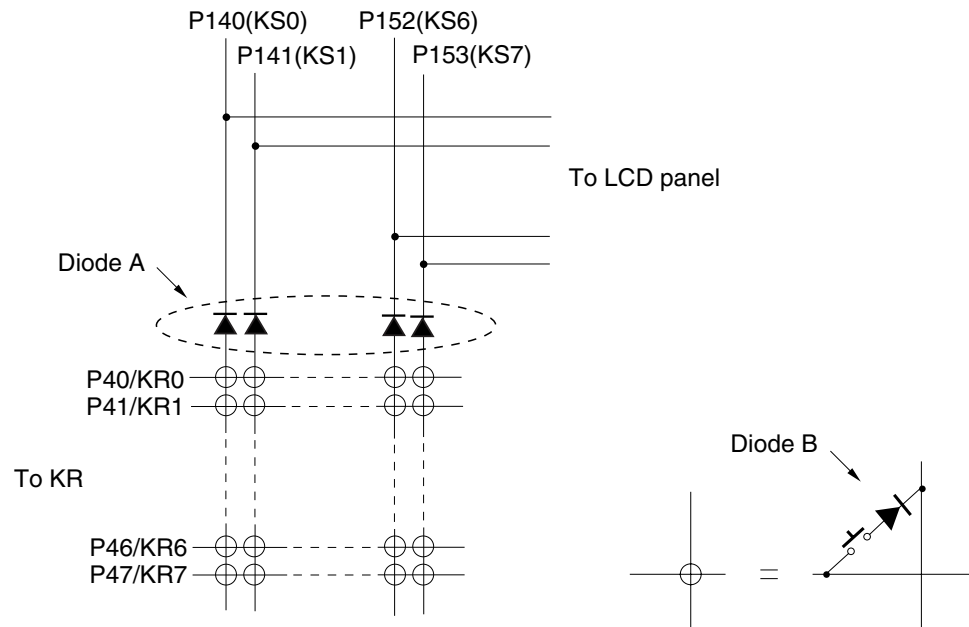 P140(KS0)
P152(KS6)
P141(KS1)
P153(KS7)
To LCD panel
Diode A
P40/KR0
P41/KR1
Diode B
To KR
P46/KR6
P47/KR7
=